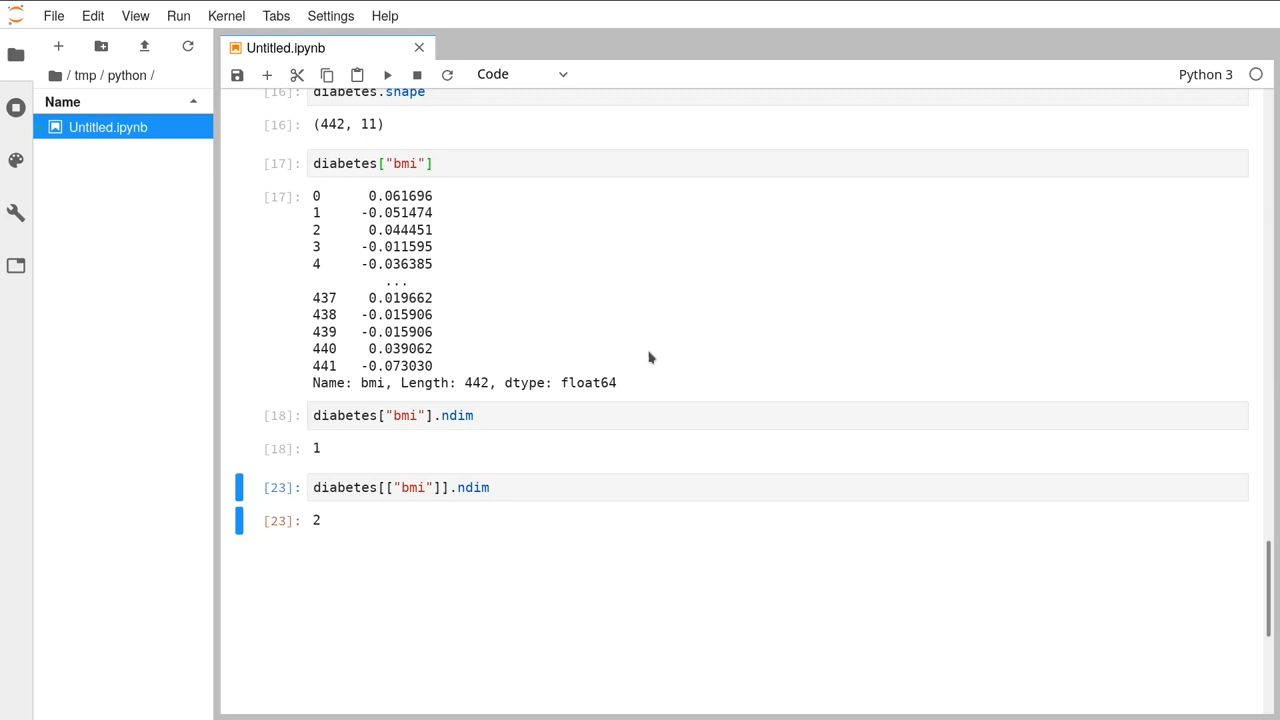 File Edit View Run Kernel Tabs Settings Help
Untitled.ipynb
/ tmp / python /
Code
Python 3
Name
Untitled.ipynb
[16]: diabetes.shape
[16]: (442, 11)
[17]: diabetes["bmi"]
[17]: 0 0.061696
1 -0.051474
2 0.044451
3 -0.011595
4 -0.036385
...
437 0.019662
438 -0.015906
439 -0.015906
440 0.039062
441 -0.073030
Name: bmi, Length: 442, dtype: float64
[18]: diabetes["bmi"].ndim
[18]: 1
[23]: diabetes[["bmi"]].ndim
[23]: 2